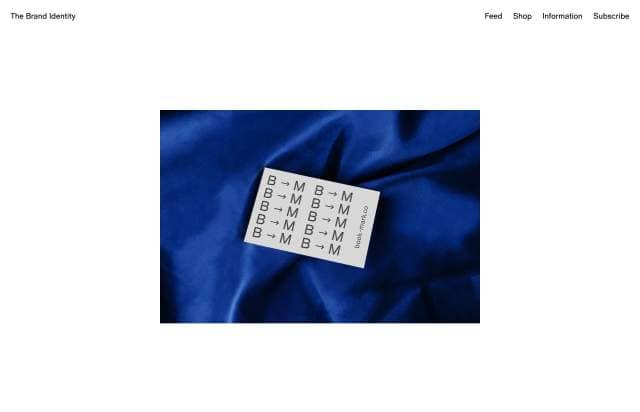 The Brand Identity
Feed
Shop
Information
Subscribe
B → M B → M
B → M B → M
B → M B → M
B → M B → M
B → M B → M
book-mark.co